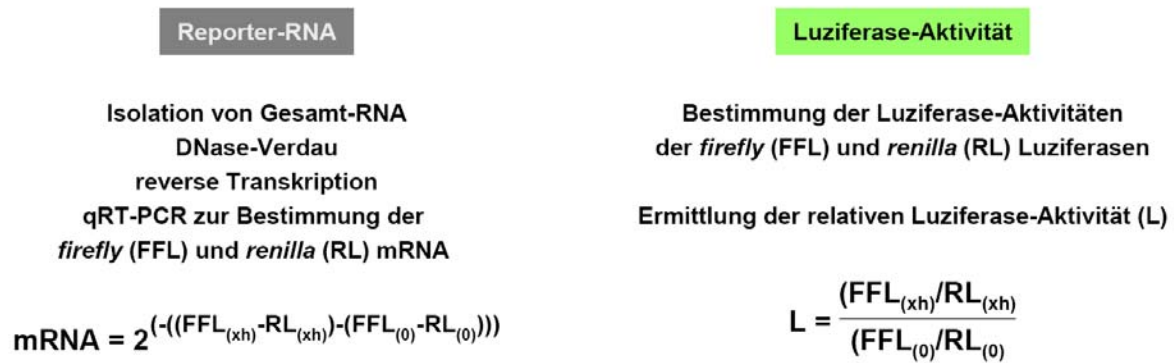 Reporter-RNA
Isolation von Gesamt-RNA
DNase-Verdau
reverse Transkription
qRT-PCR zur Bestimmung der
firefly (FFL) und renilla (RL) mRNA
mRNA = 2(-((FFL(xh)-RL(xh))-(FFL(0)-RL(0))))
Luziferase-Aktivität
Bestimmung der Luziferase-Aktivitäten
der firefly (FFL) und renilla (RL) Luziferasen
Ermittlung der relativen Luziferase-Aktivität (L)
(FFL(xh)/RL(xh)
L =
(FFL(0)/RL(0)